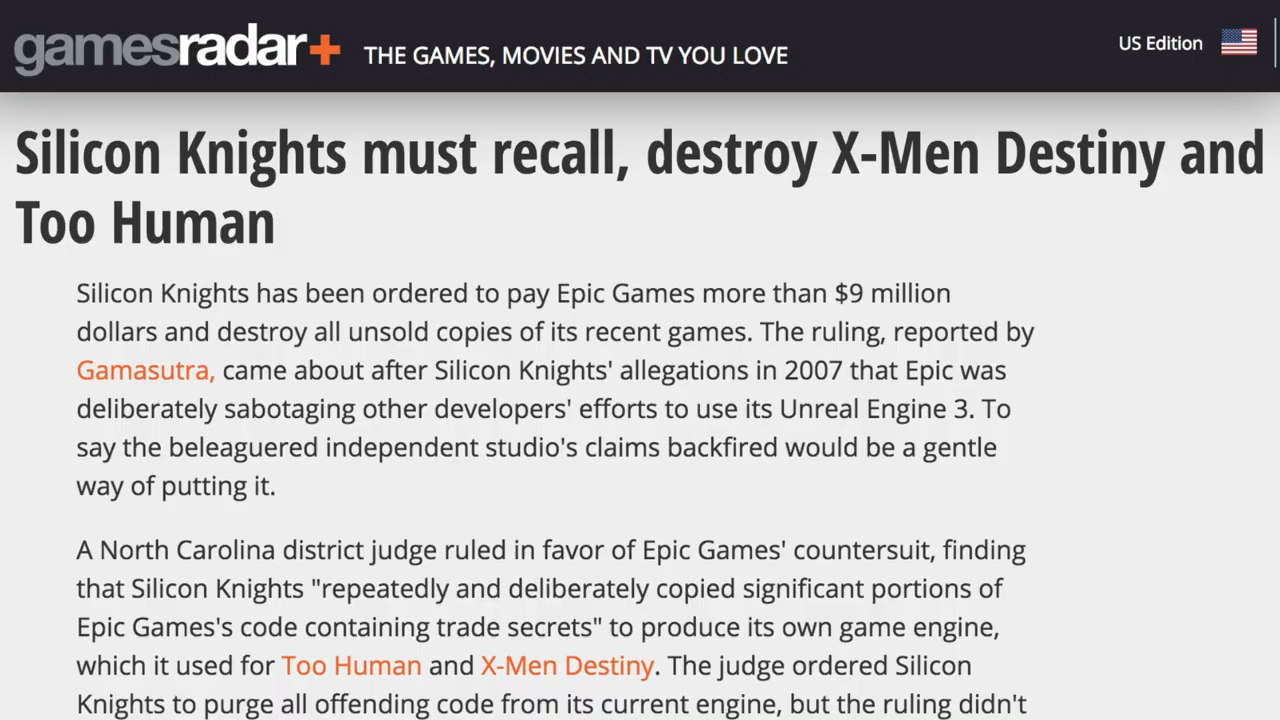 gamesradar+ THE GAMES, MOVIES AND TV YOU LOVE US Edition
Silicon Knights must recall, destroy X-Men Destiny and
Too Human
Silicon Knights has been ordered to pay Epic Games more than $9 million
dollars and destroy all unsold copies of its recent games. The ruling, reported by
Gamasutra, came about after Silicon Knights' allegations in 2007 that Epic was
deliberately sabotaging other developers' efforts to use its Unreal Engine 3. To
say the beleaguered independent studio's claims backfired would be a gentle
way of putting it.
A North Carolina district judge ruled in favor of Epic Games' countersuit, finding
that Silicon Knights "repeatedly and deliberately copied significant portions of
Epic Games's code containing trade secrets" to produce its own game engine,
which it used for Too Human and X-Men Destiny. The judge ordered Silicon
Knights to purge all offending code from its current engine, but the ruling didn't